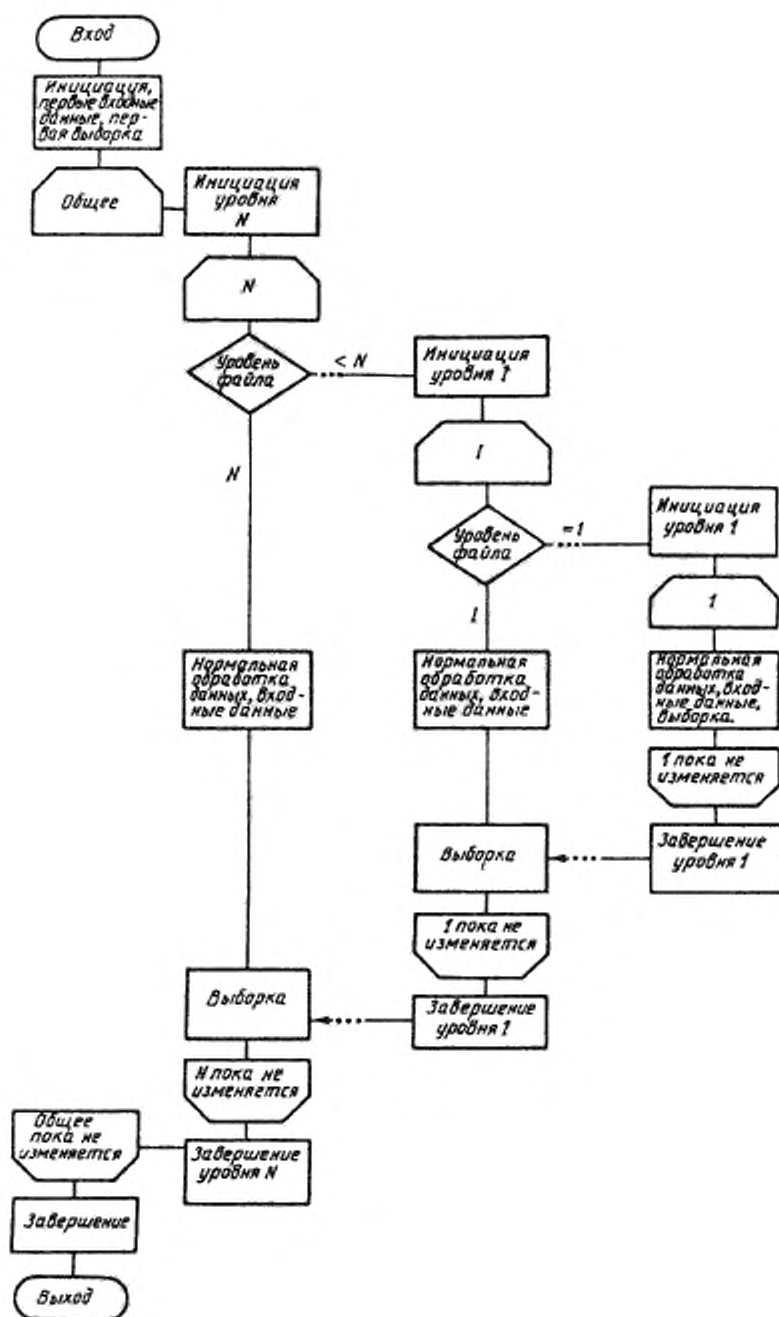 Вход
Инициация,
первые входные
данные, пер-
вая выборка
Общее
Инициация
уровня
N
N
Уровень
файла
< N
N
Инициация
уровня I
I
Уровень
файла
=1
I
Инициация
уровня 1
1
Нормальная
обработка
данных, вход-
ные данные
Нормальная
обработка
данных, вход-
ные данные
Нормальная
обработка
данных, вход-
ные данные,
выборка.
1 пока не
изменяется
Завершение
уровня 1
Выборка
1 пока не
изменяется
Завершение
уровня I
Выборка
N пока не
изменяется
Завершение
уровня N
Общее
пока не
изменяется
Завершение
Выход